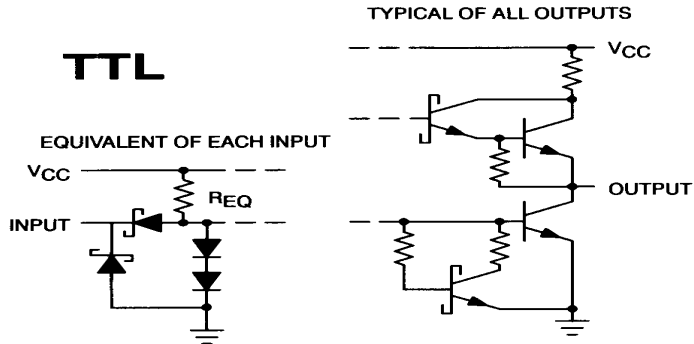 TYPICAL OF ALL OUTPUTS
VCC
TTL
EQUIVALENT OF EACH INPUT
VCC
REQ
INPUT
OUTPUT